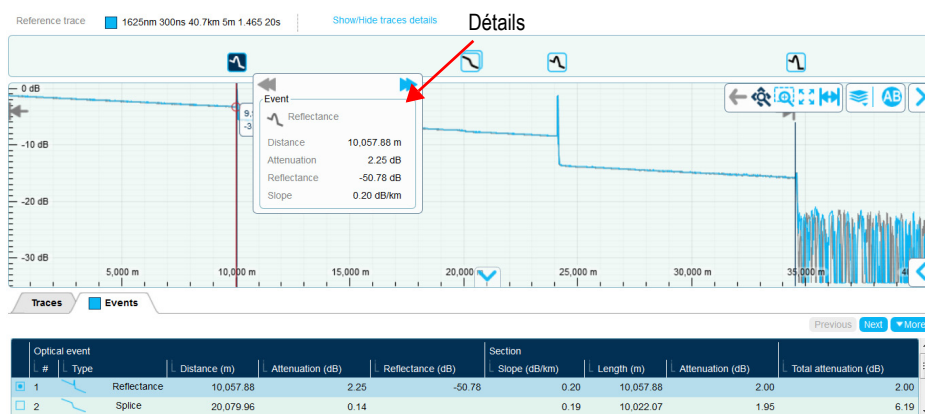 Reference trace 1625nm 300ns 40.7km 5m 1.465 20s Show/Hide traces details Détails
0 dB
-10 dB
-20 dB
-30 dB
Event
Reflectance
Distance 10,057.88 m
Attenuation 2.25 dB
Reflectance -50.78 dB
Slope 0.20 dB/km
AB
5,000 m 10,000 m 15,000 m 20,000 25,000 m 30,000 m 35,000 m
Traces Events
Previous Next ▼More
Optical event Section
# Type Distance (m) Attenuation (dB) Reflectance (dB) Slope (dB/km) Length (m) Attenuation (dB) Total attenuation (dB)
1 Reflectance 10,057.88 2.25 -50.78 0.20 10,057.88 2.00 2.00
2 Splice 20,079.96 0.14 0.19 10,022.07 1.95 6.19